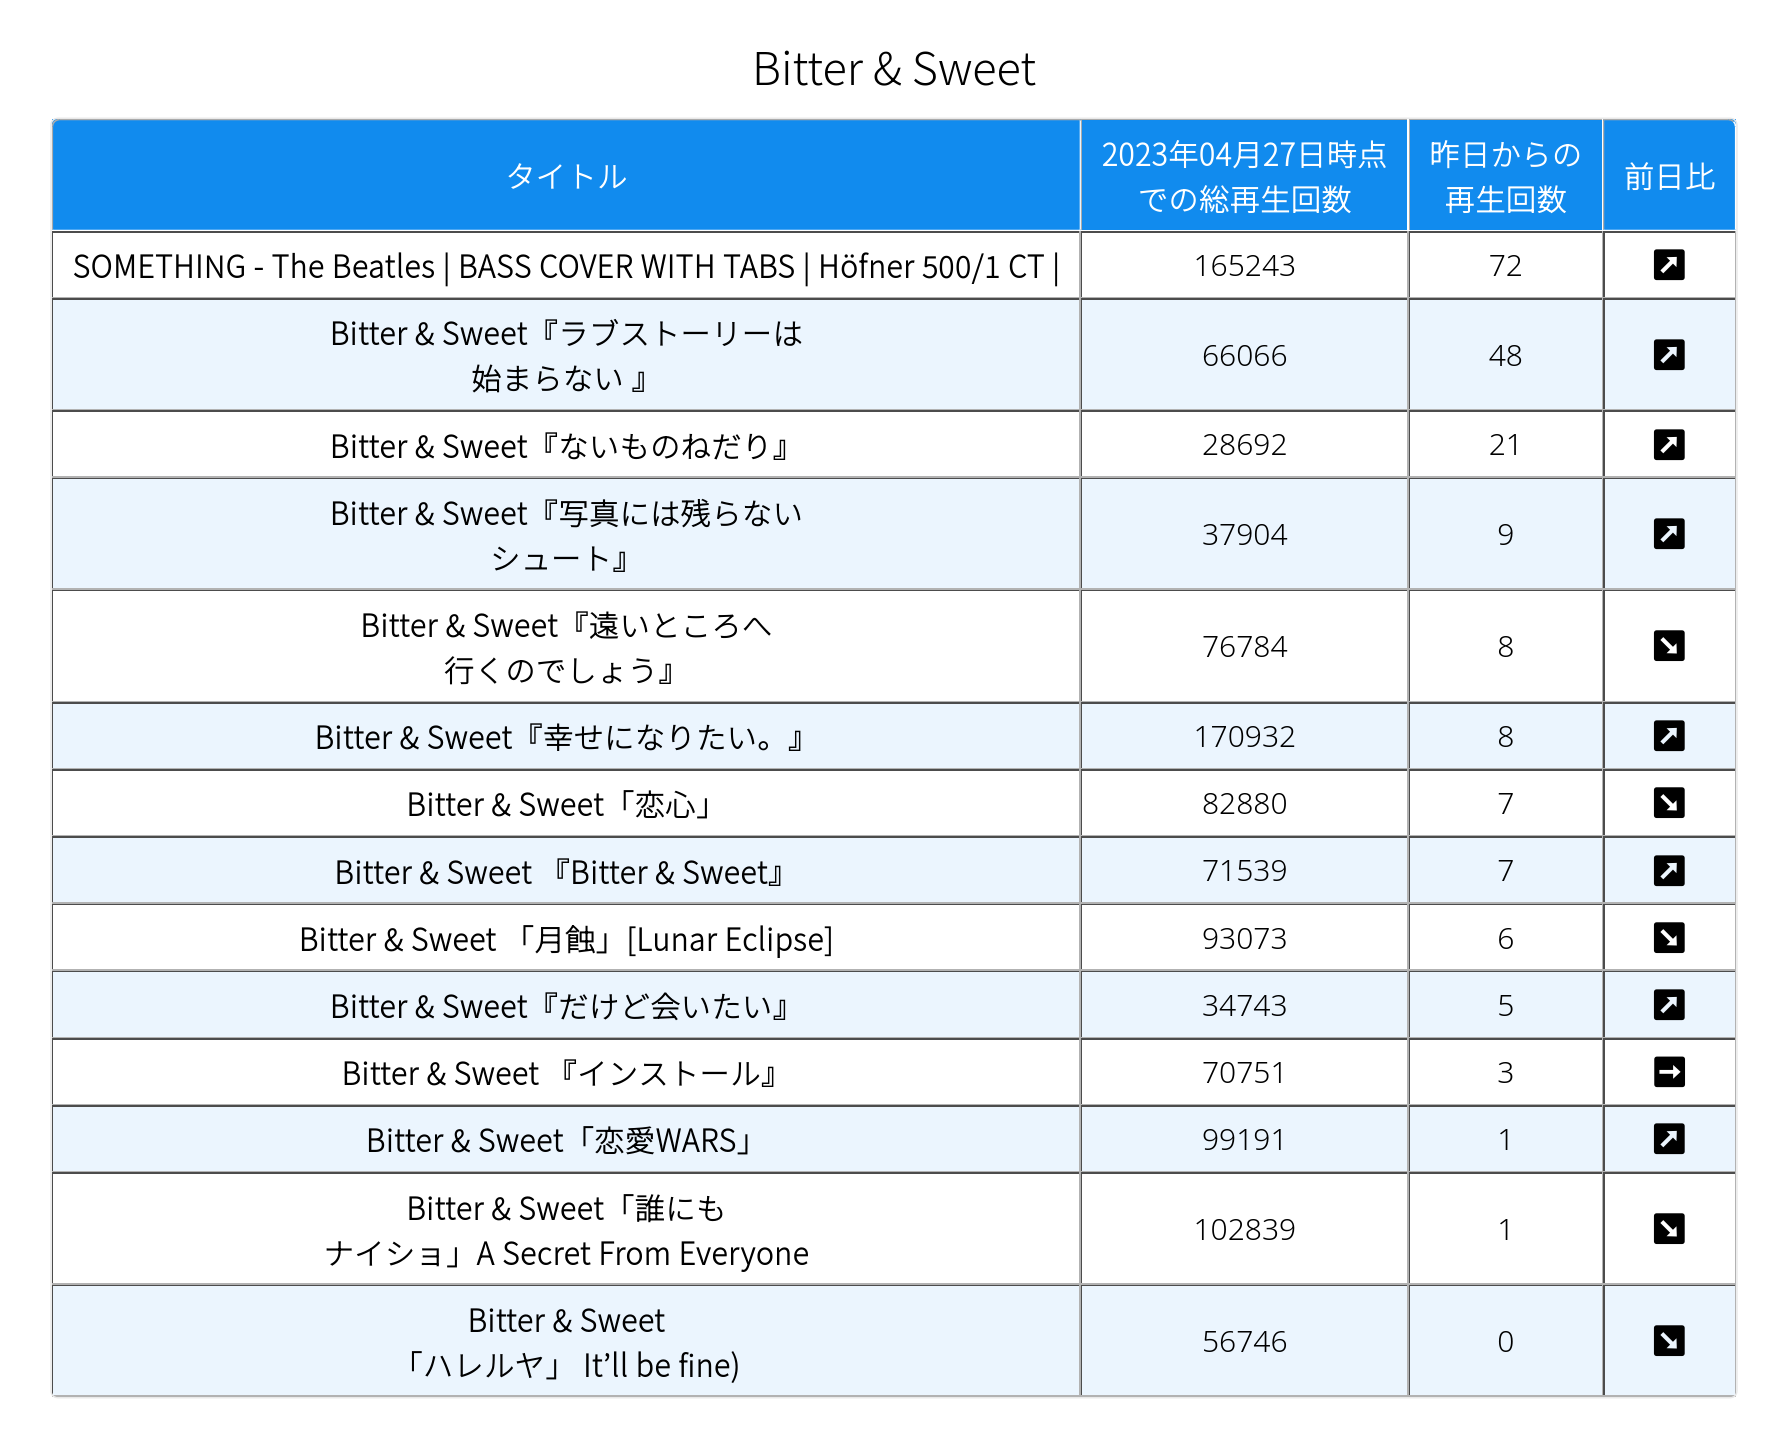 Bitter & Sweet
タイトル
2023年04月27日時点
での総再生回数
昨日からの
再生回数
前日比
SOMETHING - The Beatles | BASS COVER WITH TABS | Höfner 500/1 CT |
165243
72
Bitter & Sweet『ラブストーリーは
始まらない 』
66066
48
Bitter & Sweet『ないものねだり』
28692
21
Bitter & Sweet『写真には残らない
シュート』
37904
9
Bitter & Sweet『遠いところへ
行くのでしょう』
76784
8
Bitter & Sweet『幸せになりたい。』
170932
8
Bitter & Sweet「恋心」
82880
7
Bitter & Sweet 『Bitter & Sweet』
71539
7
Bitter & Sweet 「月蝕」[Lunar Eclipse]
93073
6
Bitter & Sweet『だけど会いたい』
34743
5
Bitter & Sweet 『インストール』
70751
3
Bitter & Sweet「恋愛WARS」
99191
1
Bitter & Sweet「誰にも
ナイショ」A Secret From Everyone
102839
1
Bitter & Sweet
「ハレルヤ」 It’ll be fine)
56746
0